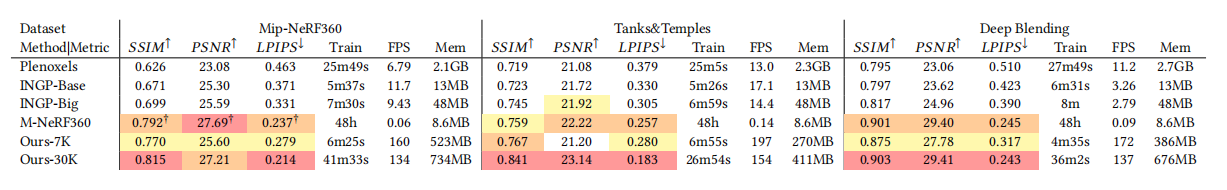 Dataset Mip-NeRF360 Tanks&Temples Deep Blending
Method|Metric SSIM↑ PSNR↑ LPIPS↓ Train FPS Mem SSIM↑ PSNR↑ LPIPS↓ Train FPS Mem SSIM↑ PSNR↑ LPIPS↓ Train FPS Mem
Plenoxels 0.626 23.08 0.463 25m49s 6.79 2.1GB 0.719 21.08 0.379 25m5s 13.0 2.3GB 0.795 23.06 0.510 27m49s 11.2 2.7GB
INGP-Base 0.671 25.30 0.371 5m37s 11.7 13MB 0.723 21.72 0.330 5m26s 17.1 13MB 0.797 23.62 0.423 6m31s 3.26 13MB
INGP-Big 0.699 25.59 0.331 7m30s 9.43 48MB 0.745 21.92 0.305 6m59s 14.4 48MB 0.817 24.96 0.390 8m 2.79 48MB
M-NeRF360 0.792† 27.69† 0.237† 48h 0.06 8.6MB 0.759 22.22 0.257 48h 0.14 8.6MB 0.901 29.40 0.245 48h 0.09 8.6MB
Ours-7K 0.770 25.60 0.279 6m25s 160 523MB 0.767 21.20 0.280 6m55s 197 270MB 0.875 27.78 0.317 4m35s 172 386MB
Ours-30K 0.815 27.21 0.214 41m33s 134 734MB 0.841 23.14 0.183 26m54s 154 411MB 0.903 29.41 0.243 36m2s 137 676MB